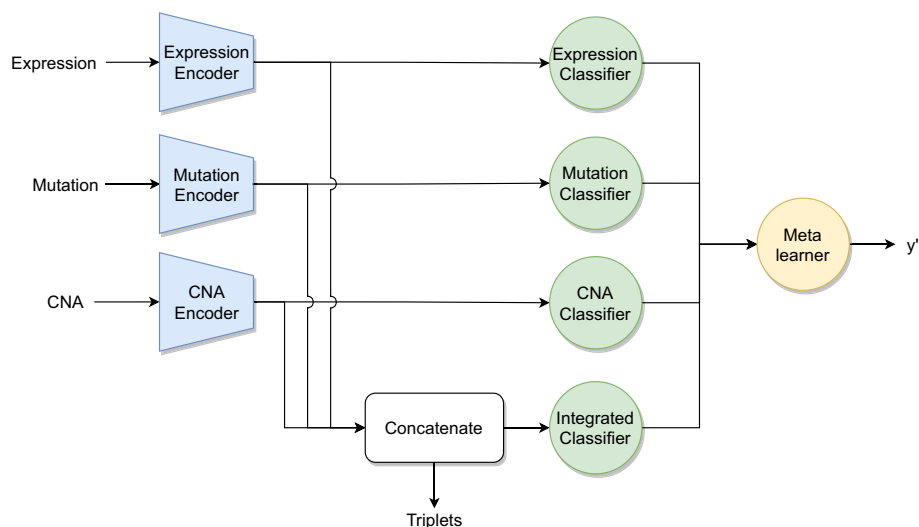 Expression
Expression
Encoder
Expression
Classifier
Mutation
Mutation
Encoder
Mutation
Classifier
Meta
learner
y'
CNA
CNA
Encoder
CNA
Classifier
Concatenate
Integrated
Classifier
Triplets